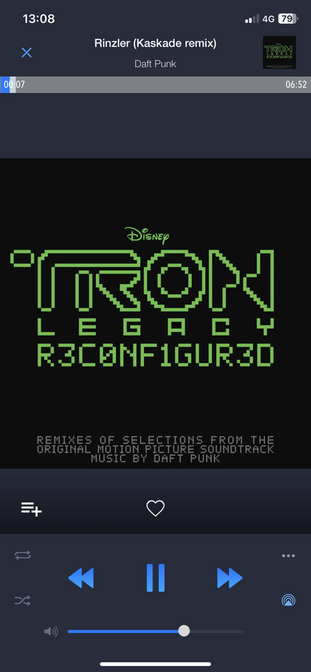 13:08
4G 79
Rinzler (Kaskade remix)
Daft Punk
00:07
06:52
Disney
TRON
LEGACY
R3C0NF1GUR3D
REMIXES OF SELECTIONS FROM THE
ORIGINAL MOTION PICTURE SOUNDTRACK
MUSIC BY DAFT PUNK